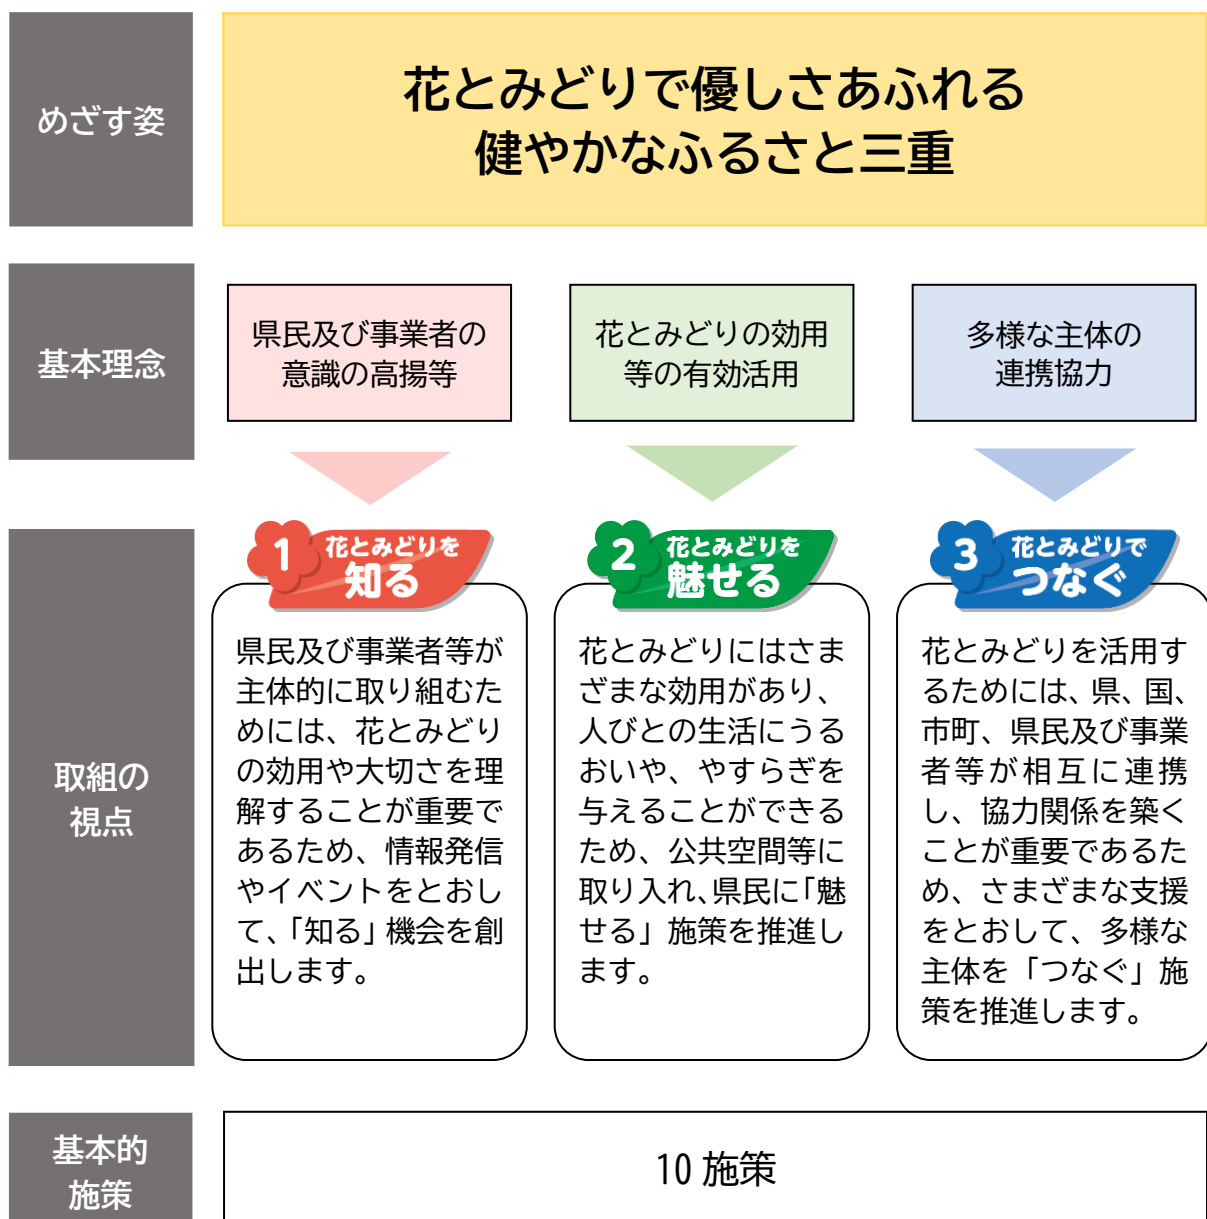 めざす姿
花とみどりで優しさあふれる
健やかなふるさと三重
基本理念
県民及び事業者の
意識の高揚等
花とみどりの効用
等の有効活用
多様な主体の
連携協力
取組の
視点
1 花とみどりを
知る
県民及び事業者等が
主体的に取り組むた
めには、花とみどり
の効用や大切さを理
解することが重要で
あるため、情報発信
やイベントをとおし
て、「知る」機会を創
出します。
2 花とみどりを
魅せる
花とみどりにはさま
ざまな効用があり、
人びとの生活にうる
おいや、やすらぎを
与えることができる
ため、公共空間等に
取り入れ、県民に「魅
せる」施策を推進し
ます。
3 花とみどりで
つなぐ
花とみどりを活用す
るためには、県、国、
市町、県民及び事業
者等が相互に連携
し、協力関係を築く
ことが重要であるた
め、さまざまな支援
をとおして、多様な
主体を「つなぐ」施
策を推進します。
基本的
施策
10 施策